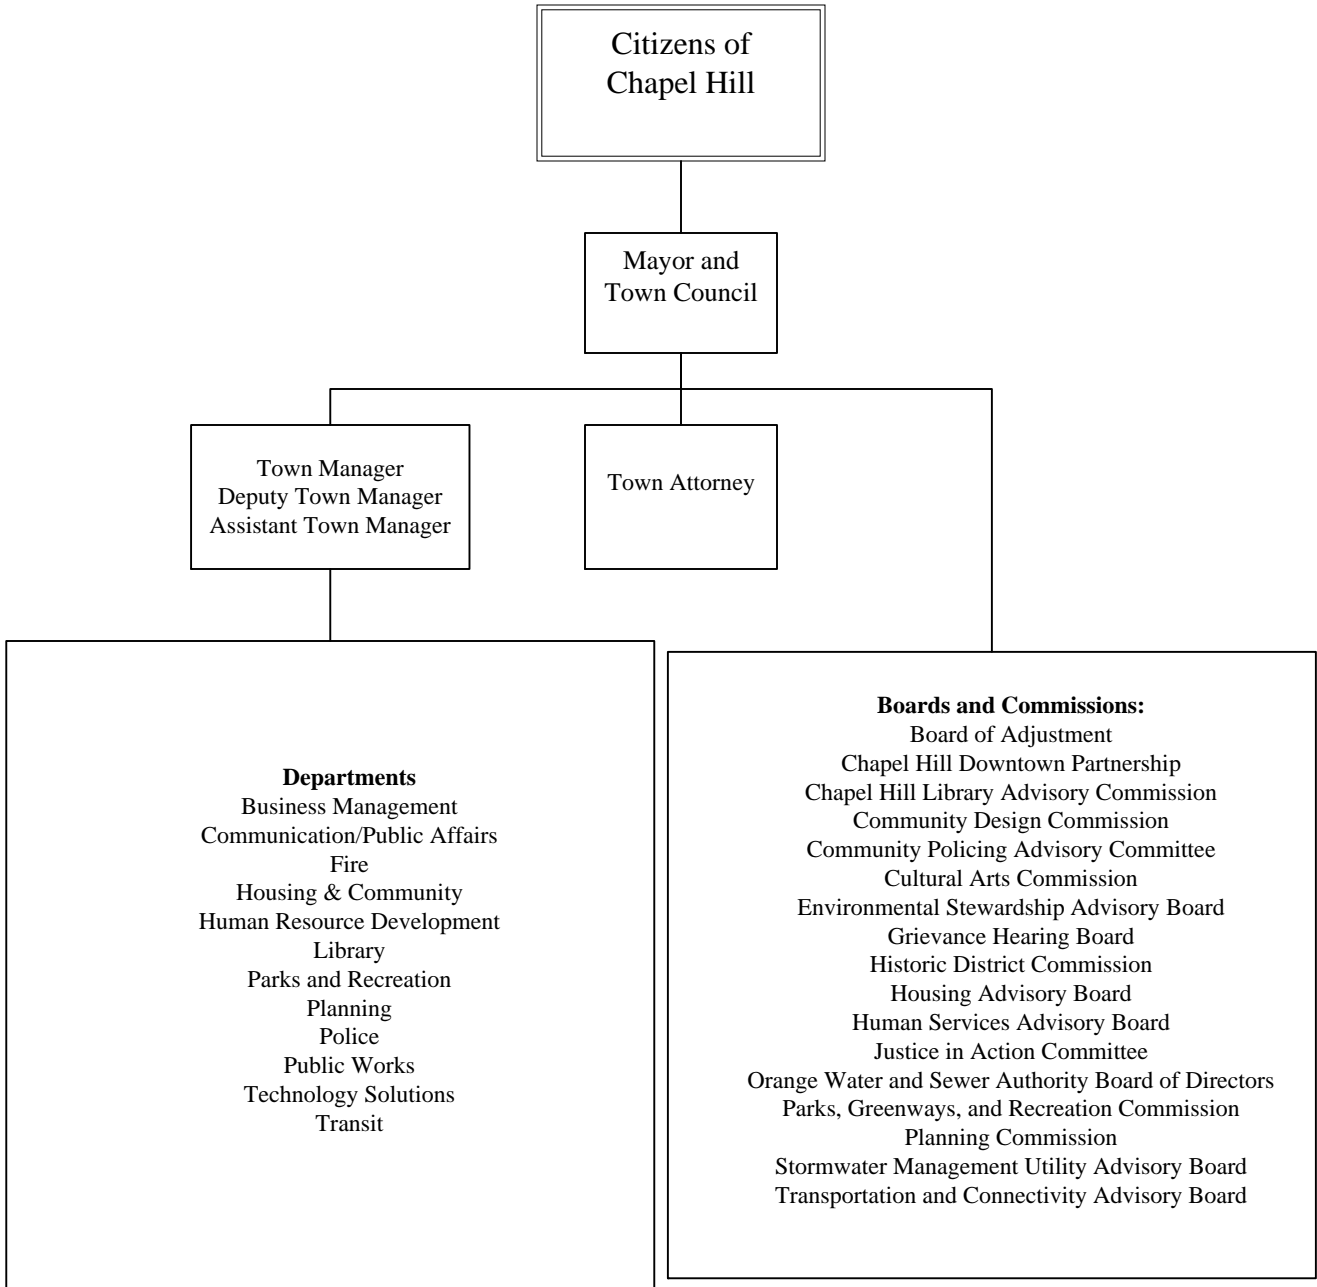 Citizens of
Chapel Hill
Mayor and
Town Council
Town Manager
Deputy Town Manager
Assistant Town Manager
Town Attorney
Departments
Business Management
Communication/Public Affairs
Fire
Housing & Community
Human Resource Development
Library
Parks and Recreation
Planning
Police
Public Works
Technology Solutions
Transit
Boards and Commissions:
Board of Adjustment
Chapel Hill Downtown Partnership
Chapel Hill Library Advisory Commission
Community Design Commission
Community Policing Advisory Committee
Cultural Arts Commission
Environmental Stewardship Advisory Board
Grievance Hearing Board
Historic District Commission
Housing Advisory Board
Human Services Advisory Board
Justice in Action Committee
Orange Water and Sewer Authority Board of Directors
Parks, Greenways, and Recreation Commission
Planning Commission
Stormwater Management Utility Advisory Board
Transportation and Connectivity Advisory Board